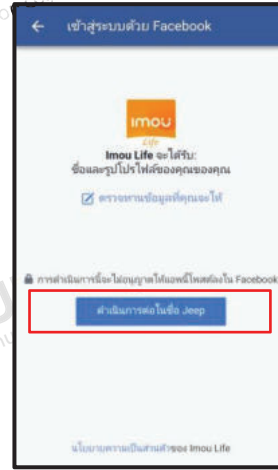 เข้าสู่ระบบด้วย Facebook
imou
Life
Imou Life จะได้รับ:
ชื่อและรูปโปรไฟล์ของคุณของคุณ
ตรวจทานข้อมูลที่คุณจะให้
การดำเนินการนี้จะไม่อนุญาตให้แอพนี้โพสต์ลงใน Facebook
ดำเนินการต่อในชื่อ Jeep
นโยบายความเป็นส่วนตัวของ Imou Life